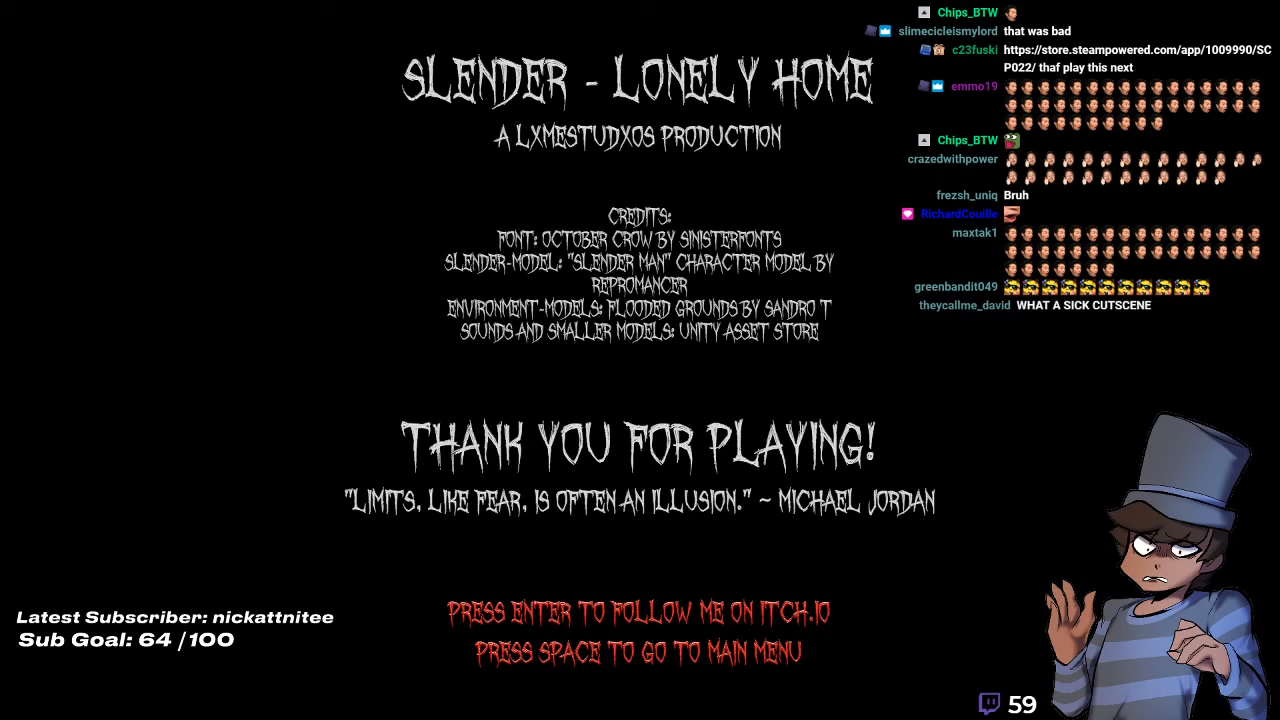 SLENDER - LONELY HOME
A LXMESTUDXOS PRODUCTION
CREDITS:
FONT: OCTOBER CROW BY SINISTERFONTS
SLENDER-MODEL: "SLENDER MAN" CHARACTER MODEL BY
REPROMANCER
ENVIRONMENT-MODELS: FLOODED GROUNDS BY SANDRO T
SOUNDS AND SMALLER MODELS: UNITY ASSET STORE
THANK YOU FOR PLAYING!
"LIMITS, LIKE FEAR, IS OFTEN AN ILLUSION." ~ MICHAEL JORDAN
PRESS ENTER TO FOLLOW ME ON ITCH.IO
PRESS SPACE TO GO TO MAIN MENU
Chips_BTW
slimecicleismylord that was bad
c23fuski https://store.steampowered.com/app/1009990/SC
P022/ thaf play this next
emmo19
Chips_BTW
crazedwithpower
frezsh_uniq Bruh
RichardCouille
maxtak1
greenbandit049
theycallme_david WHAT A SICK CUTSCENE
Latest Subscriber: nickattnitee
Sub Goal: 64 /100
59